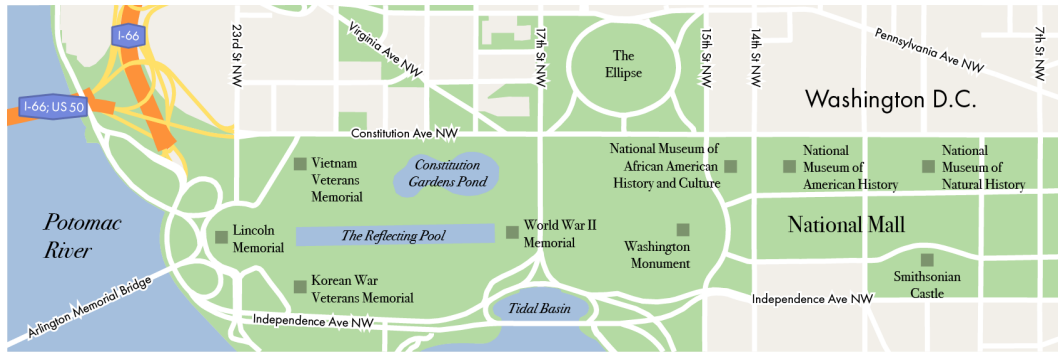 I-66
I-66; US 50
23rd St NW
Virginia Ave NW
17th St NW
The
Ellipse
15th St NW
14th St NW
Pennsylvania Ave NW
7th St NW
Washington D.C.
Constitution Ave NW
Vietnam
Veterans
Memorial
Constitution
Gardens Pond
National Museum of
African American
History and Culture
National
Museum of
American History
National
Museum of
Natural History
Potomac
River
Lincoln
Memorial
The Reflecting Pool
World War II
Memorial
Washington
Monument
National Mall
Smithsonian
Castle
Korean War
Veterans Memorial
Arlington Memorial Bridge
Independence Ave NW
Tidal Basin
Independence Ave NW